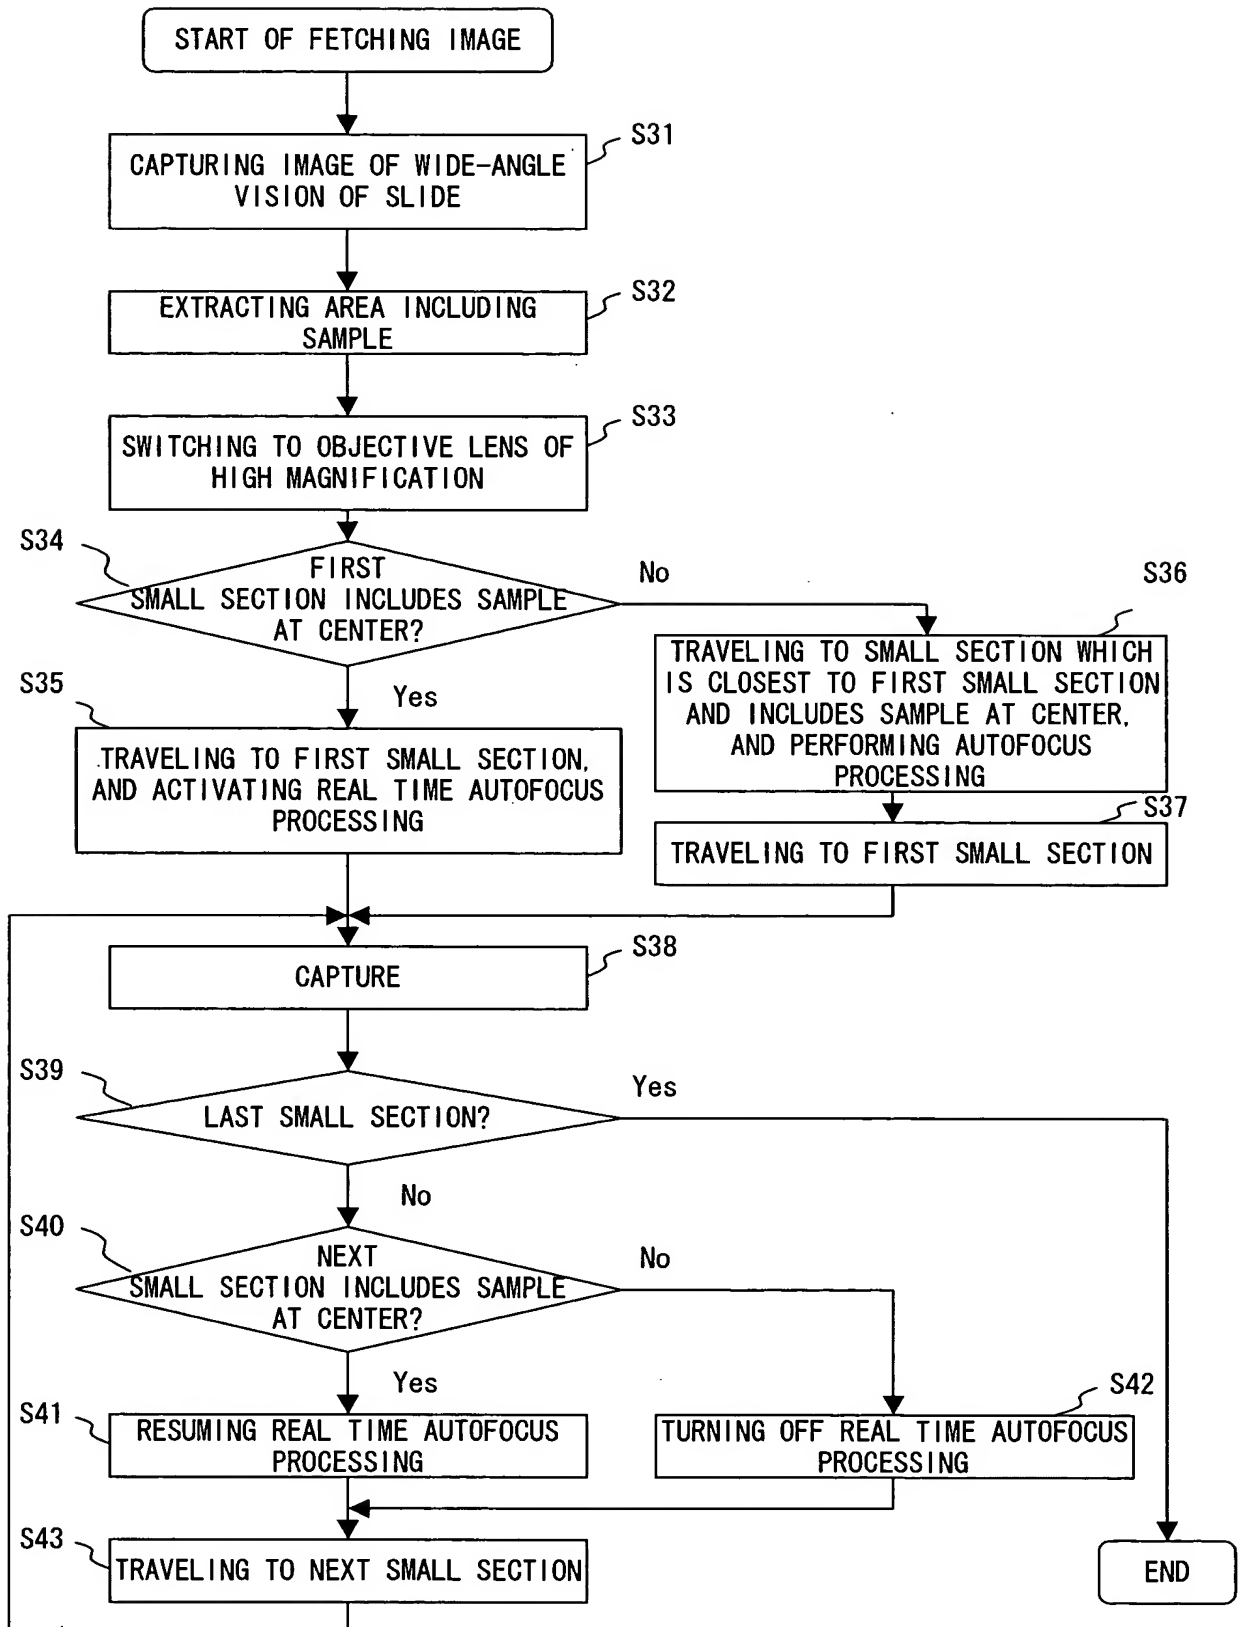 START OF FETCHING IMAGE
S31
CAPTURING IMAGE OF WIDE-ANGLE
VISION OF SLIDE
S32
EXTRACTING AREA INCLUDING
SAMPLE
S33
SWITCHING TO OBJECTIVE LENS OF
HIGH MAGNIFICATION
S34
FIRST
SMALL SECTION INCLUDES SAMPLE
AT CENTER?
No
S36
TRAVELING TO SMALL SECTION WHICH
IS CLOSEST TO FIRST SMALL SECTION
AND INCLUDES SAMPLE AT CENTER,
AND PERFORMING AUTOFOCUS
PROCESSING
S35
Yes
TRAVELING TO FIRST SMALL SECTION,
AND ACTIVATING REAL TIME AUTOFOCUS
PROCESSING
S37
TRAVELING TO FIRST SMALL SECTION
S38
CAPTURE
S39
LAST SMALL SECTION?
Yes
No
S40
NEXT
SMALL SECTION INCLUDES SAMPLE
AT CENTER?
No
Yes
S41
RESUMING REAL TIME AUTOFOCUS
PROCESSING
S42
TURNING OFF REAL TIME AUTOFOCUS
PROCESSING
S43
TRAVELING TO NEXT SMALL SECTION
END